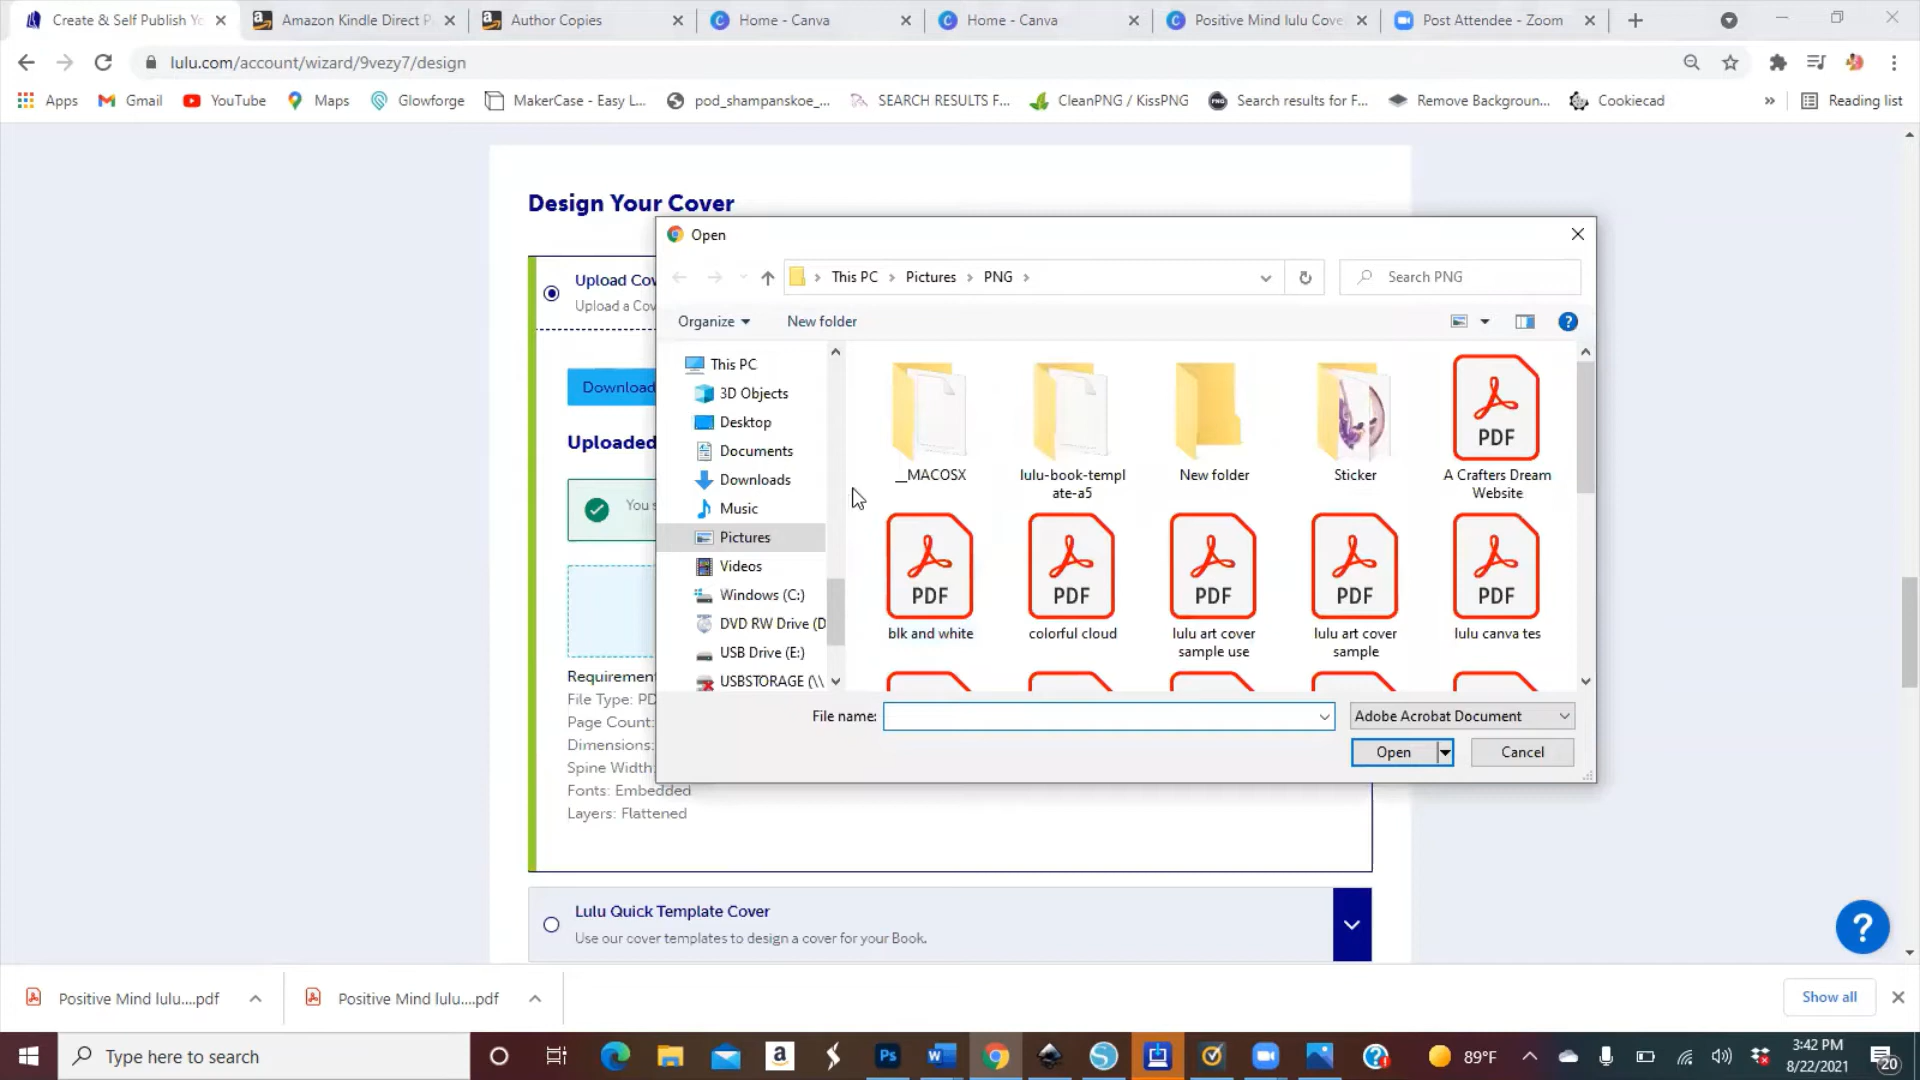 Create & Self Publish Yo
Amazon Kindle Direct P
Author Copies
Home - Canva
Home - Canva
Positive Mind lulu Cove
Post Attendee - Zoom
lulu.com/account/wizard/9vezy7/design
Apps
Gmail
YouTube
Maps
Glowforge
MakerCase - Easy L...
pod_shampanskoe_...
SEARCH RESULTS F...
CleanPNG / KissPNG
Search results for F...
Remove Backgroun...
Cookiecad
»
Reading list
Design Your Cover
Upload Cov
Upload a Cov
Download
Uploaded
You s
Requiremen
File Type: PD
Page Count:
Dimensions:
Spine Width:
Fonts: Embedded
Layers: Flattened
Open
This PC
Pictures
PNG
Search PNG
Organize
New folder
This PC
3D Objects
Desktop
Documents
Downloads
Music
Pictures
Videos
Windows (C:)
DVD RW Drive (D
USB Drive (E:)
USBSTORAGE (\\
__MACOSX
lulu-book-templ
ate-a5
New folder
Sticker
PDF
A Crafters Dream
Website
PDF
blk and white
PDF
colorful cloud
PDF
lulu art cover
sample use
PDF
lulu art cover
sample
PDF
lulu canva tes
File name:
Adobe Acrobat Document
Open
Cancel
Lulu Quick Template Cover
Use our cover templates to design a cover for your Book.
?
Positive Mind lulu....pdf
Positive Mind lulu....pdf
Show all
Type here to search
89°F
3:42 PM
8/22/2021
20